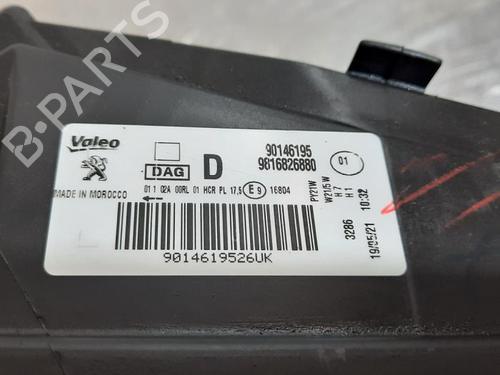 B-PARTS
Valeo
DAG
D
90146195
9816826880
01
MADE IN MOROCCO
01 1 02A 00RL 01 HCR PL 17,5 E9 16804
PY21W
W21/5W
H7
H1
3286
19/05/21 10:32
9014619526UK